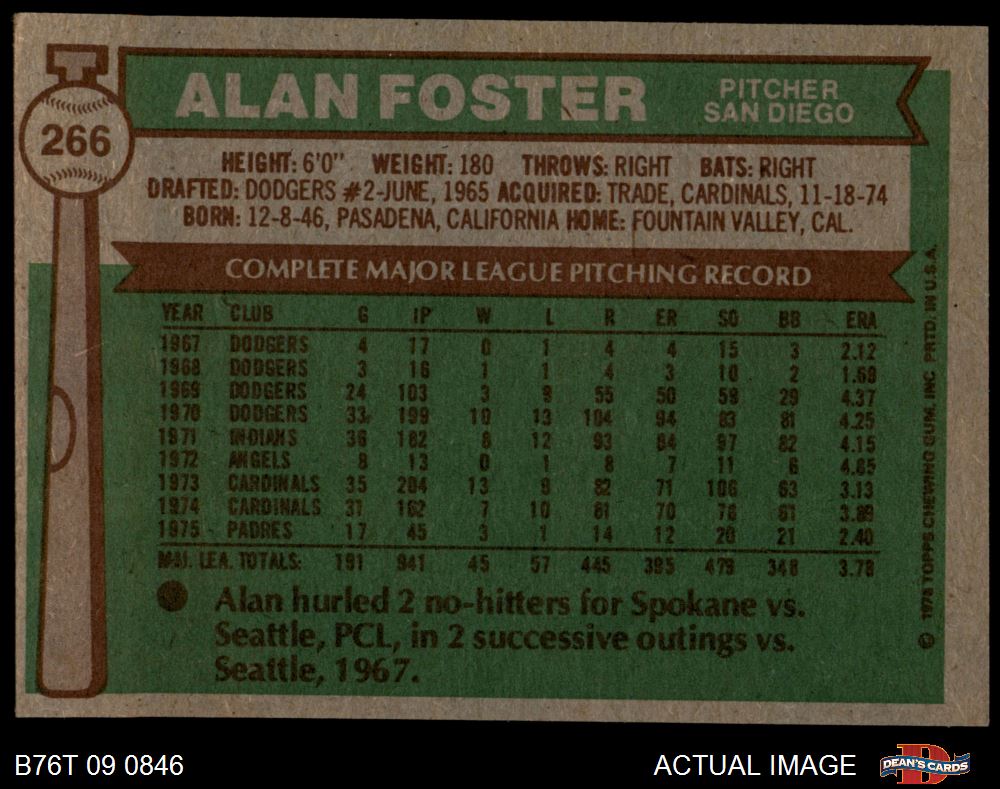 266
ALAN FOSTER
PITCHER
SAN DIEGO
HEIGHT: 6'0" WEIGHT: 180 THROWS: RIGHT BATS: RIGHT
DRAFTED: DODGERS #2-JUNE, 1965 ACQUIRED: TRADE, CARDINALS, 11-18-74
BORN: 12-8-46, PASADENA, CALIFORNIA HOME: FOUNTAIN VALLEY, CAL.
COMPLETE MAJOR LEAGUE PITCHING RECORD
YEAR CLUB G IP W L R ER SO BB ERA
1967 DODGERS 4 17 0 1 4 4 15 3 2.12
1968 DODGERS 3 16 1 1 4 3 10 2 1.69
1969 DODGERS 24 103 3 9 55 50 59 29 4.37
1970 DODGERS 33 199 10 13 104 94 83 81 4.25
1971 INDIANS 36 182 8 12 93 84 97 82 4.15
1972 ANGELS 8 13 0 1 8 7 11 6 4.85
1973 CARDINALS 35 204 13 9 82 71 106 63 3.13
1974 CARDINALS 31 162 7 10 81 70 78 61 3.89
1975 PADRES 17 45 3 1 14 12 20 21 2.40
MAJ. LEA. TOTALS: 191 941 45 57 445 395 479 348 3.78
Alan hurled 2 no-hitters for Spokane vs.
Seattle, PCL, in 2 successive outings vs.
Seattle, 1967.
© 1976 TOPPS CHEWING GUM, INC PRTD. IN U.S.A.
B76T 09 0846
ACTUAL IMAGE
D
DEAN'S CARDS